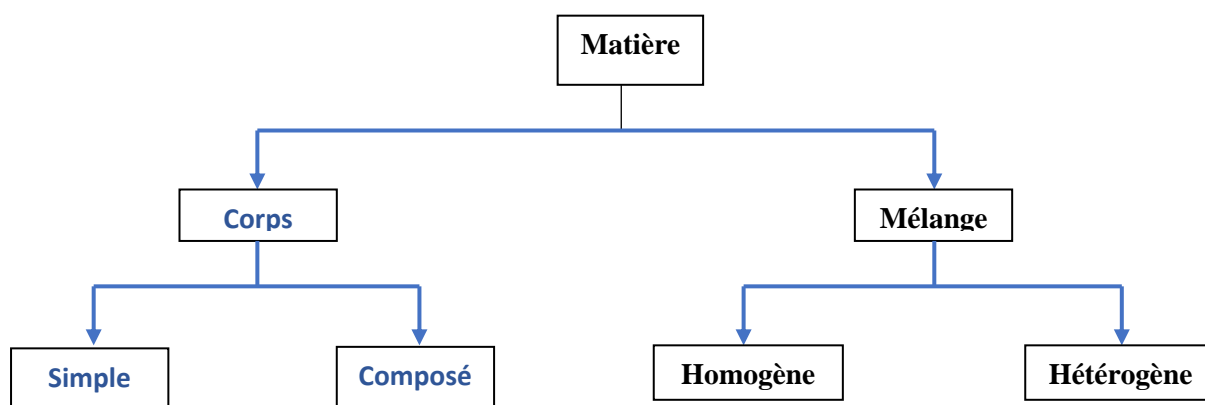 Matière
Corps
Mélange
Simple
Composé
Homogène
Hétérogène